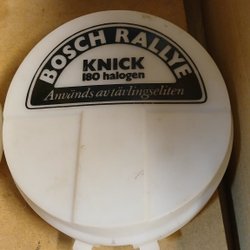 BOSCH RALLYE
KNICK
180 halogen
Används av tävlingseliten